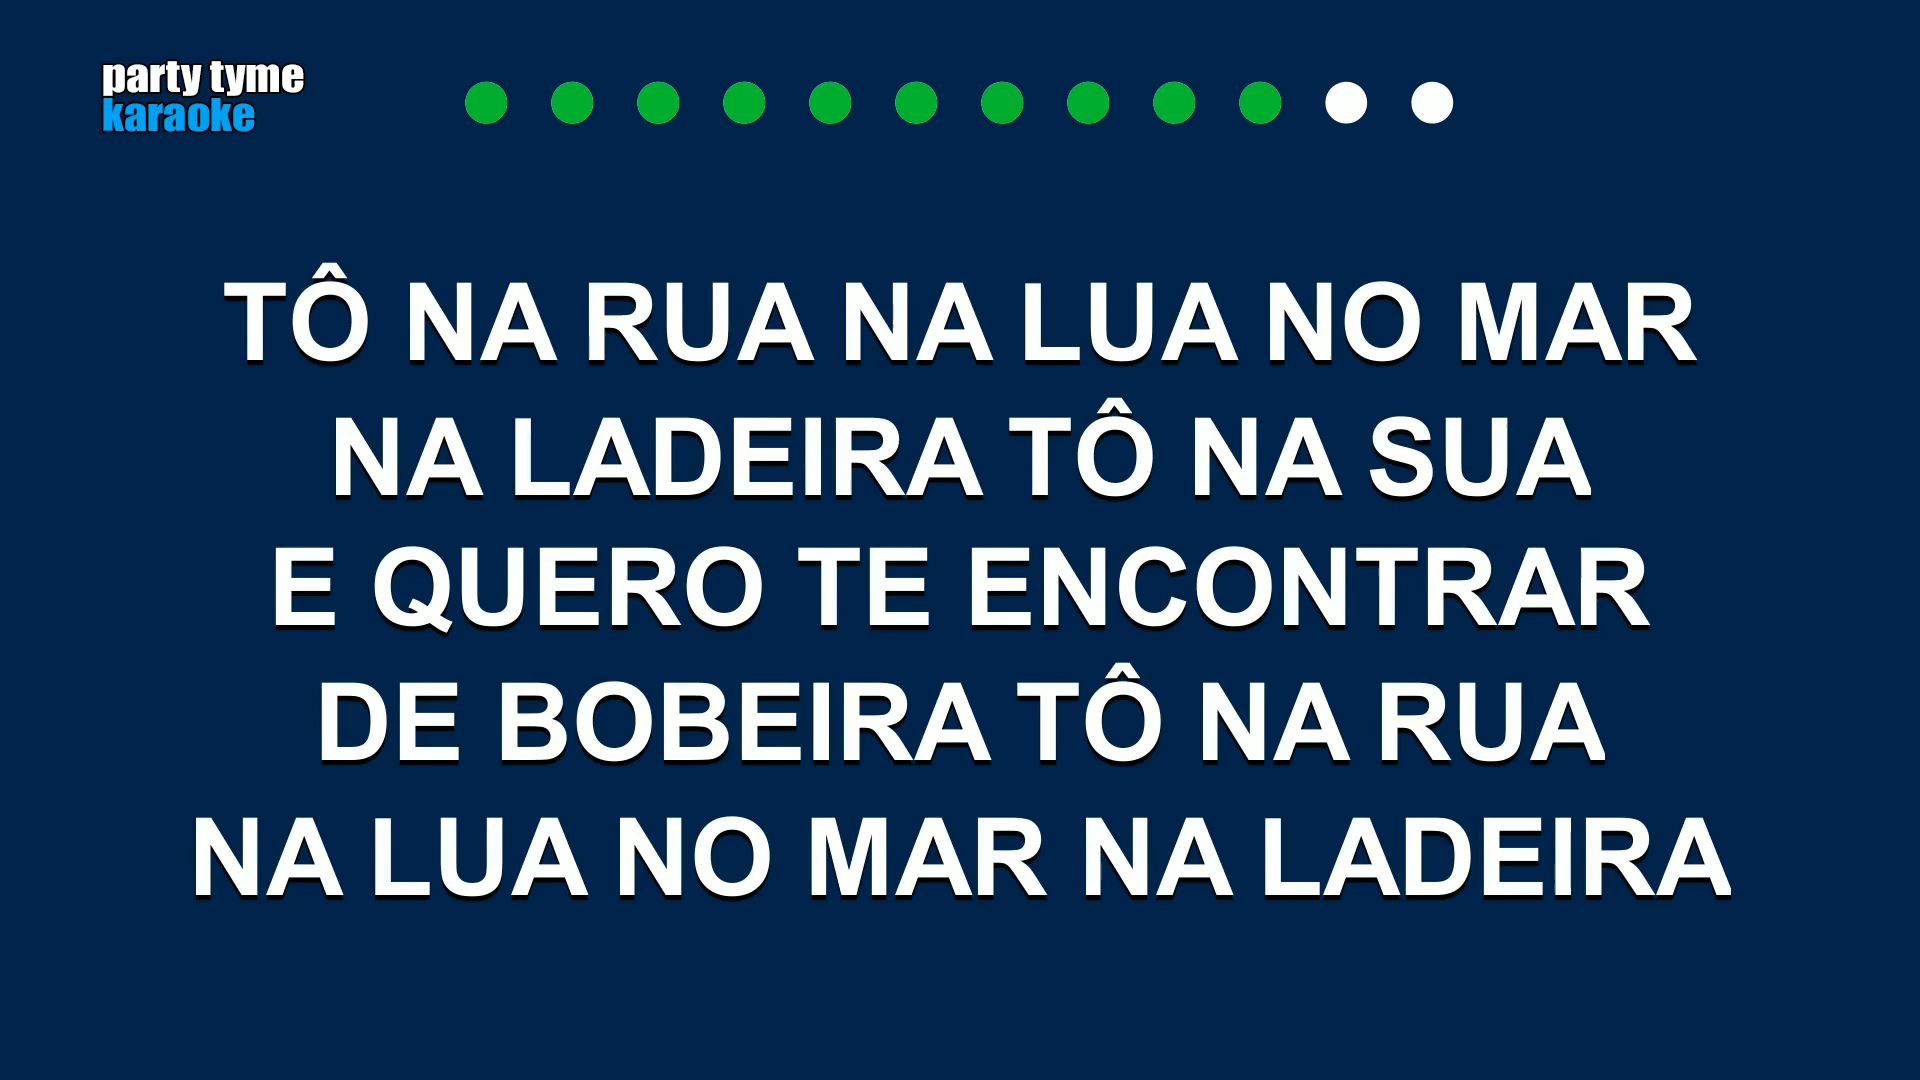 party tyme
karaoke
TÔ NA RUA NA LUA NO MAR
NA LADEIRA TÔ NA SUA
E QUERO TE ENCONTRAR
DE BOBEIRA TÔ NA RUA
NA LUA NO MAR NA LADEIRA